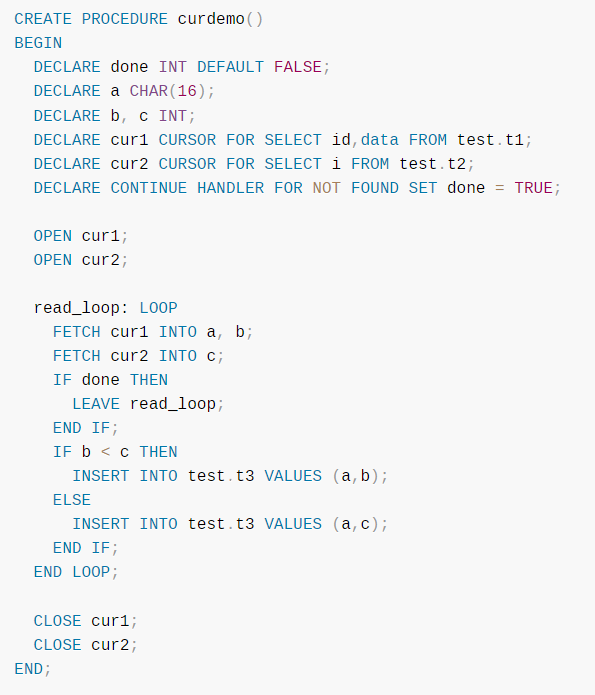 CREATE PROCEDURE curdemo()
BEGIN
  DECLARE done INT DEFAULT FALSE;
  DECLARE a CHAR(16);
  DECLARE b, c INT;
  DECLARE cur1 CURSOR FOR SELECT id,data FROM test.t1;
  DECLARE cur2 CURSOR FOR SELECT i FROM test.t2;
  DECLARE CONTINUE HANDLER FOR NOT FOUND SET done = TRUE;

  OPEN cur1;
  OPEN cur2;

  read_loop: LOOP
    FETCH cur1 INTO a, b;
    FETCH cur2 INTO c;
    IF done THEN
      LEAVE read_loop;
    END IF;
    IF b < c THEN
      INSERT INTO test.t3 VALUES (a,b);
    ELSE
      INSERT INTO test.t3 VALUES (a,c);
    END IF;
  END LOOP;

  CLOSE cur1;
  CLOSE cur2;
END;